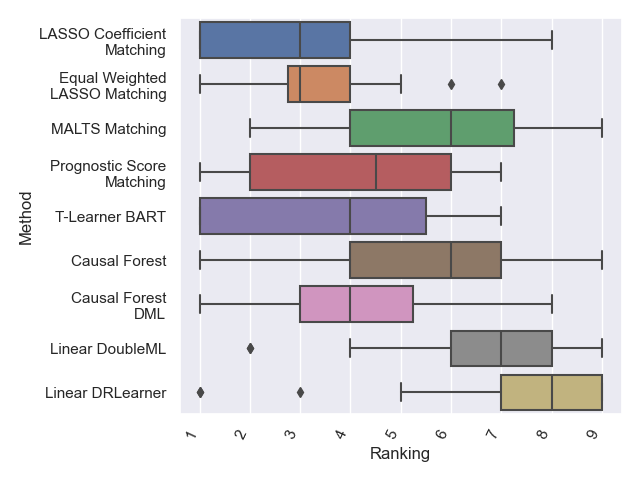 LASSO Coefficient
Matching
Equal Weighted
LASSO Matching
MALTS Matching
Prognostic Score
Matching
T-Learner BART
Causal Forest
Causal Forest
DML
Linear DoubleML
Linear DRLearner
Method
1 2 3 4 5 6 7 8 9
Ranking